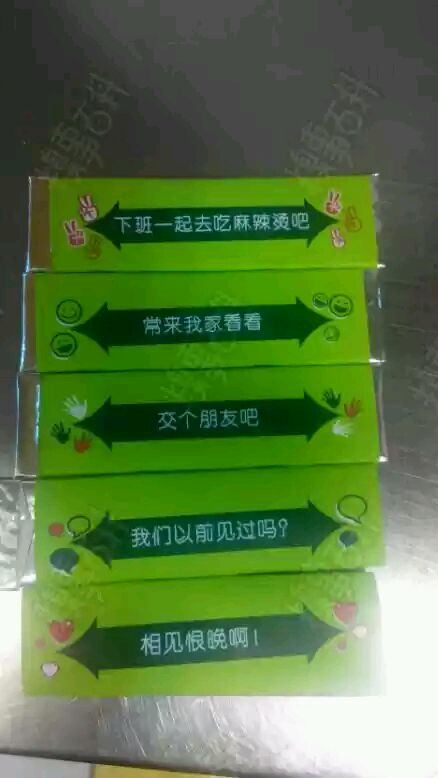 下班一起去吃麻辣烫吧
常来我家看看
交个朋友吧
我们以前见过吗?
相见恨晚啊!